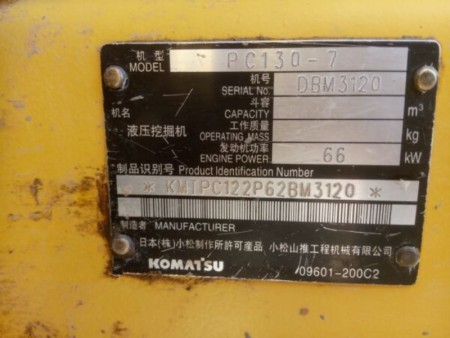 机型 MODEL PC130-7
机号 SERIAL No. DBM3120
机名 液压挖掘机
斗容 CAPACITY m³
工作质量 OPERATING MASS kg
发动机功率 ENGINE POWER 66 kW
制品识别号 Product Identification Number
* KMTPC122P62BM3120 *
制造者 MANUFACTURER
日本(株)小松制作所許可産品 小松山推工程机械有限公司
KOMATSU 09601-200C2